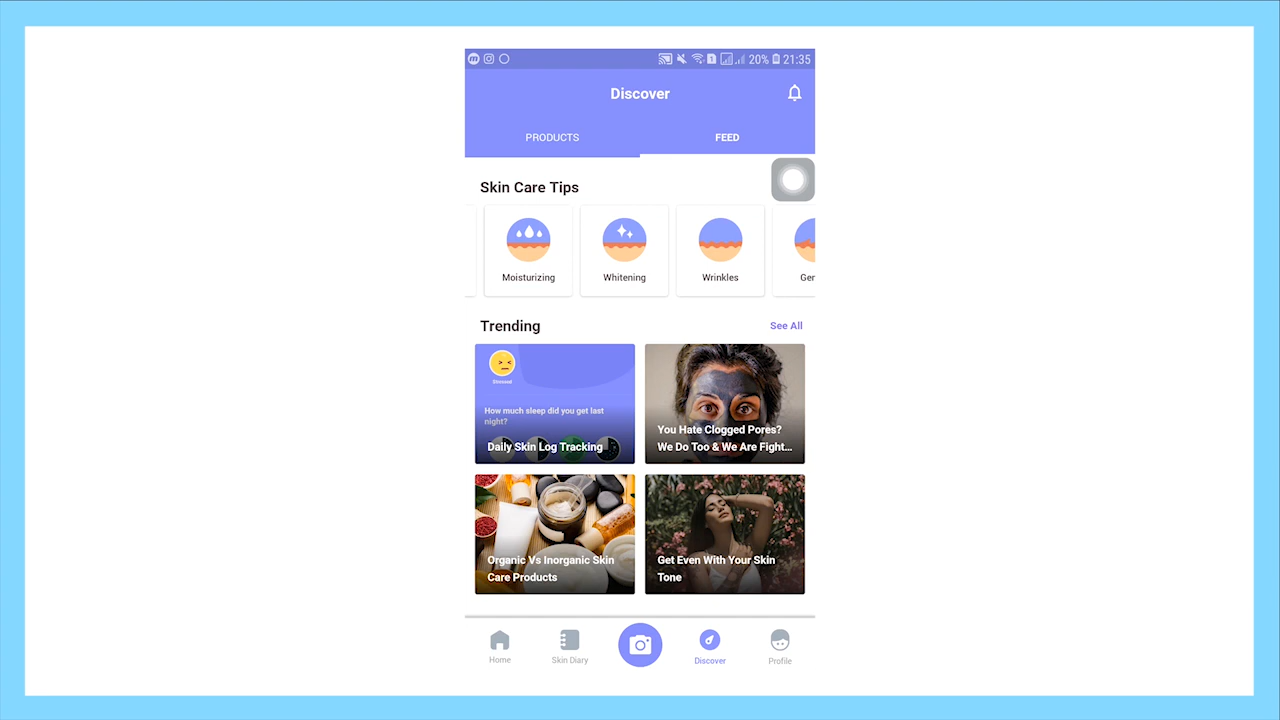 20% 21:35
Discover
PRODUCTS
FEED
Skin Care Tips
Moisturizing
Whitening
Wrinkles
Ger
Trending
See All
Stressed
How much sleep did you get last
night?
Daily Skin Log Tracking
You Hate Clogged Pores?
We Do Too & We Are Fight...
Organic Vs Inorganic Skin
Care Products
Get Even With Your Skin
Tone
Home
Skin Diary
Discover
Profile